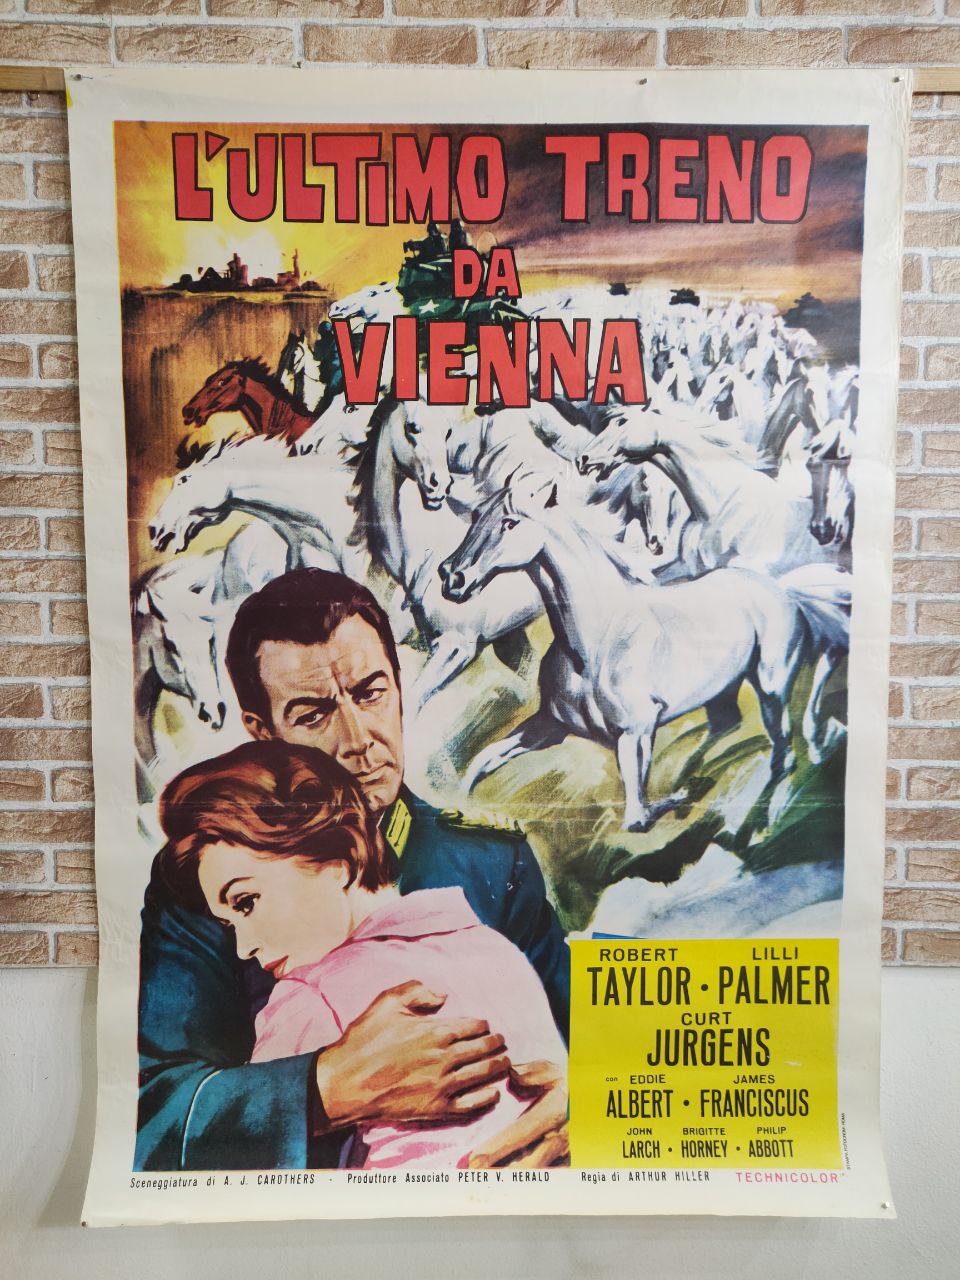 L'ULTIMO TRENO
DA
VIENNA
ROBERT LILLI
TAYLOR • PALMER
CURT
JURGENS
con EDDIE JAMES
ALBERT • FRANCISCUS
JOHN BRIGITTE PHILIP
LARCH • HORNEY • ABBOTT
Sceneggiatura di A. J. CAROTHERS - Produttore Associato PETER V. HERALD Regia di ARTHUR HILLER TECHNICOLOR